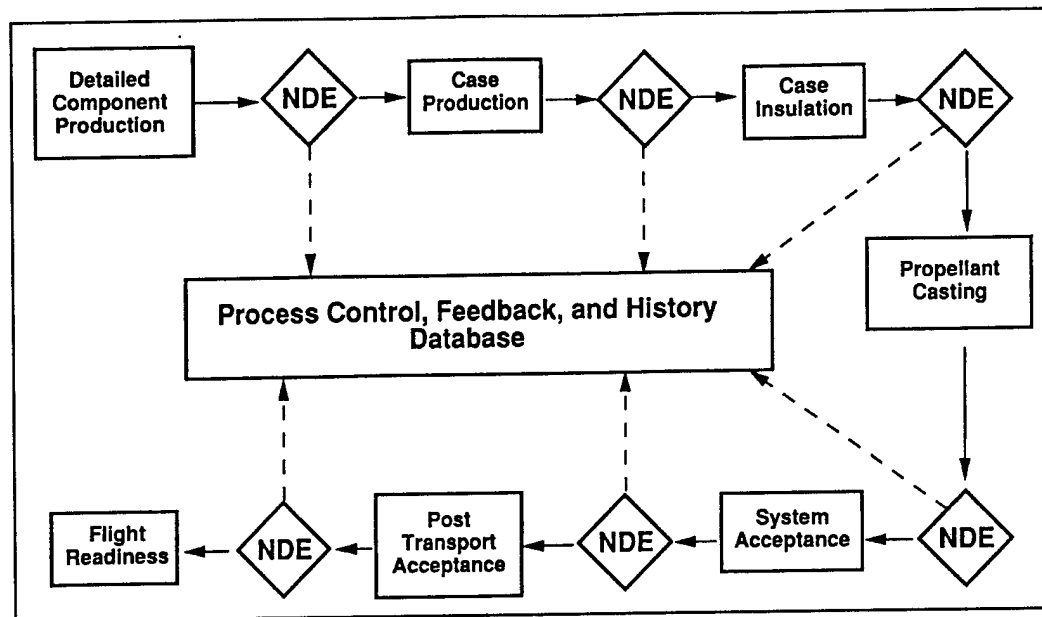 Detailed
Component
Production
NDE
Case
Production
NDE
Case
Insulation
NDE
Propellant
Casting
Process Control, Feedback, and History
Database
Flight
Readiness
NDE
Post
Transport
Acceptance
NDE
System
Acceptance
NDE